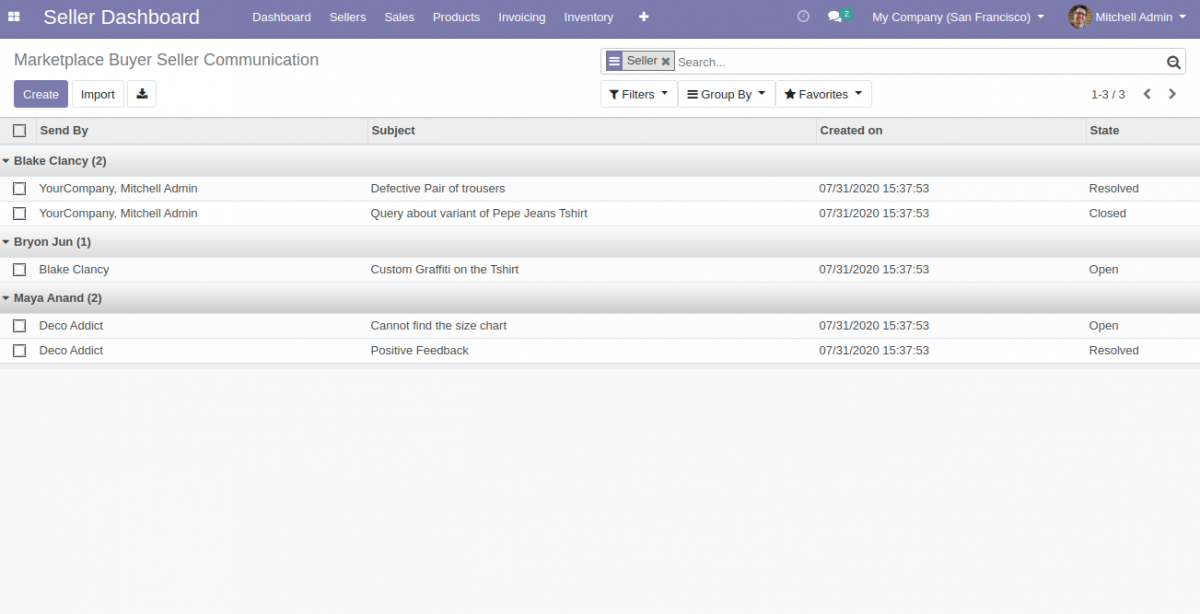 Seller Dashboard Dashboard Sellers Sales Products Invoicing Inventory 2 My Company (San Francisco) Mitchell Admin
Marketplace Buyer Seller Communication
Seller Search...
Create Import Filters Group By Favorites 1-3 / 3
Send By Subject Created on State
Blake Clancy (2)
YourCompany, Mitchell Admin Defective Pair of trousers 07/31/2020 15:37:53 Resolved
YourCompany, Mitchell Admin Query about variant of Pepe Jeans Tshirt 07/31/2020 15:37:53 Closed
Bryon Jun (1)
Blake Clancy Custom Graffiti on the Tshirt 07/31/2020 15:37:53 Open
Maya Anand (2)
Deco Addict Cannot find the size chart 07/31/2020 15:37:53 Open
Deco Addict Positive Feedback 07/31/2020 15:37:53 Resolved